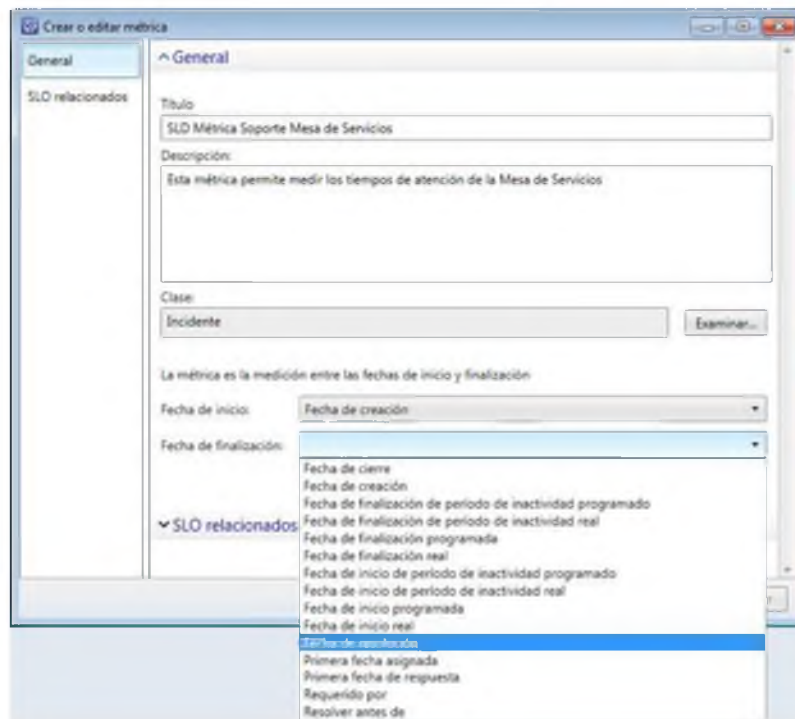 Crear o editar métrica
General
SLO relacionados
General
Título
SLD Métrica Soporte Mesa de Servicios
Descripción:
Esta métrica permite medir los tiempos de atención de la Mesa de Servicios
Clase:
Incidente
Examinar...
La métrica es la medición entre las fechas de inicio y finalización
Fecha de inicio:
Fecha de creación
Fecha de finalización:
Fecha de cierre
Fecha de creación
Fecha de finalización de período de inactividad programado
Fecha de finalización de período de inactividad real
SLO relacionados
Fecha de finalización programada
Fecha de finalización real
Fecha de inicio de período de inactividad programado
Fecha de inicio de período de inactividad real
Fecha de inicio programada
Fecha de inicio real
Fecha de resolución
Primera fecha asignada
Primera fecha de respuesta
Requerido por
Resolver antes de